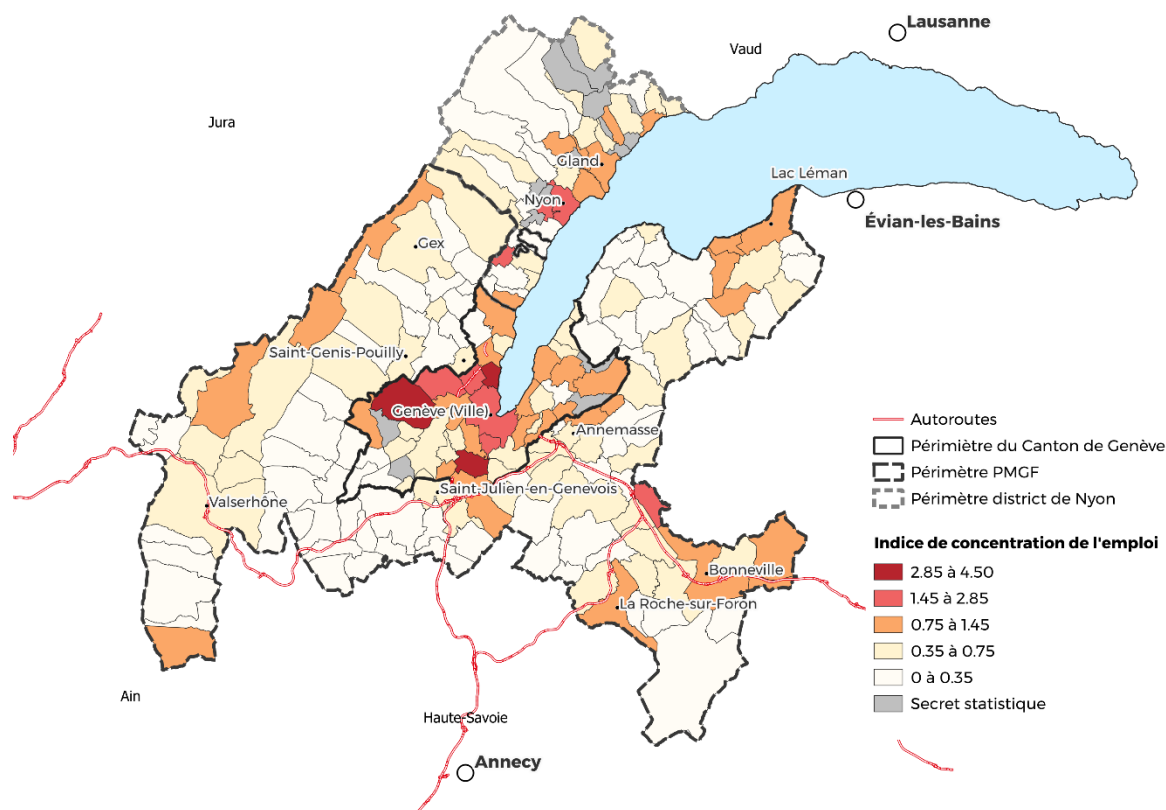 Lausanne
Vaud
Jura
Gland
Lac Léman
Nyon
Évian-les-Bains
Gex
Saint-Genis-Pouilly
Genève (Ville)
Annemasse
Saint-Julien-en-Genevois
Valserhône
Bonneville
La Roche-sur-Foron
Ain
Haute-Savoie
Annecy
Autoroutes
Périmiètre du Canton de Genève
Périmètre PMGF
Périmètre district de Nyon
Indice de concentration de l'emploi
2.85 à 4.50
1.45 à 2.85
0.75 à 1.45
0.35 à 0.75
0 à 0.35
Secret statistique